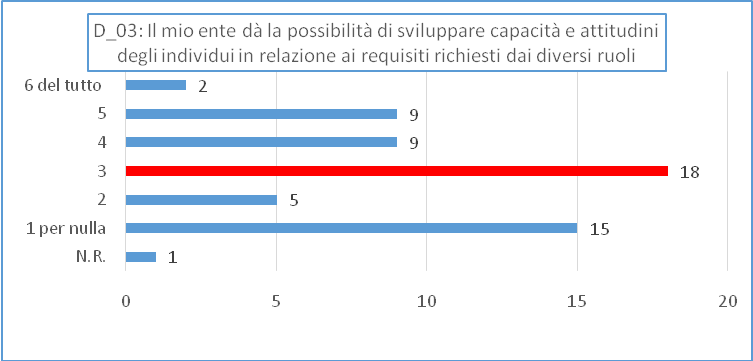 D_03: Il mio ente dà la possibilità di sviluppare capacità e attitudini
degli individui in relazione ai requisiti richiesti dai diversi ruoli
6 del tutto 2
5 9
4 9
3 18
2 5
1 per nulla 15
N.R. 1
0 5 10 15 20